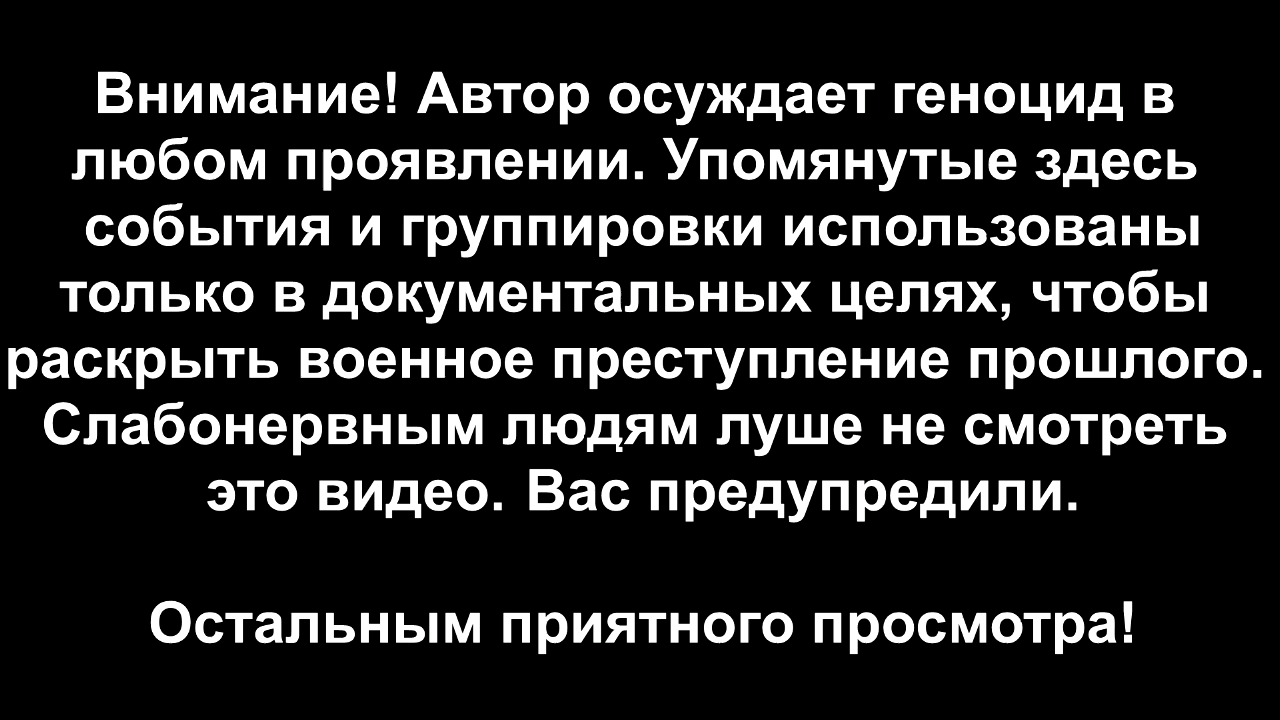 Внимание! Автор осуждает геноцид в
любом проявлении. Упомянутые здесь
события и группировки использованы
только в документальных целях, чтобы
раскрыть военное преступление прошлого.
Слабонервным людям луше не смотреть
это видео. Вас предупредили.
Остальным приятного просмотра!